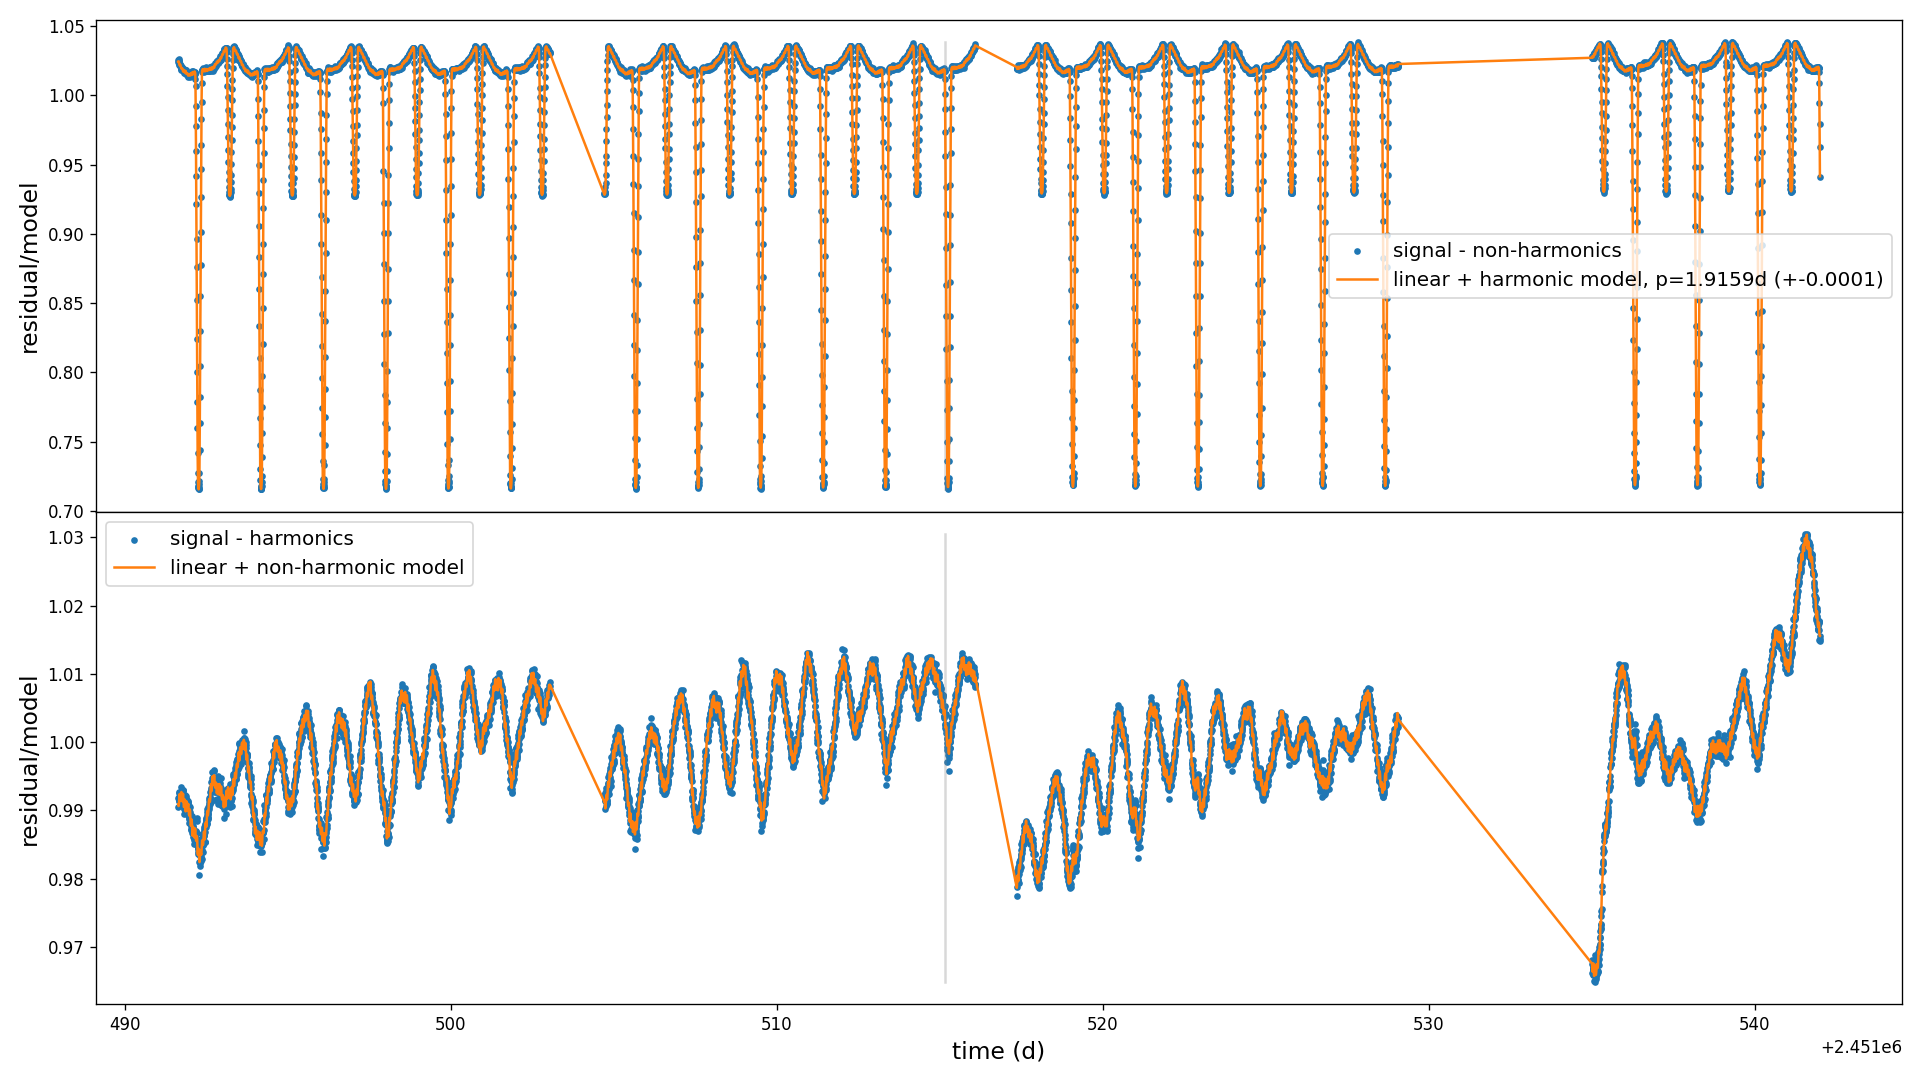 1.05
1.00
0.95
0.90
0.85
0.80
0.75
0.70
residual/model
signal - non-harmonics
linear + harmonic model, p=1.9159d (+-0.0001)
1.03
1.02
1.01
1.00
0.99
0.98
0.97
residual/model
signal - harmonics
linear + non-harmonic model
490
500
510
520
530
540
time (d)
+2.451e6